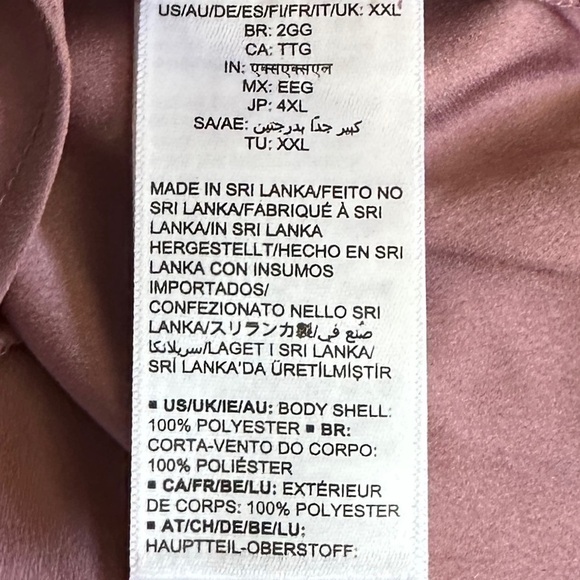 US/AU/DE/ES/FI/FR/IT/UK: XXL
BR: 2GG
CA: TTG
IN: एक्सएक्सएल
MX: EEG
JP: 4XL
SA/AE: كبير جدًا بدرجتين
TU: XXL
MADE IN SRI LANKA/FEITO NO
SRI LANKA/FABRIQUÉ À SRI
LANKA/IN SRI LANKA
HERGESTELLT/HECHO EN SRI
LANKA CON INSUMOS
IMPORTADOS/
CONFEZIONATO NELLO SRI
LANKA/スリランカ製/صُنع في
سريلانكا/LAGET I SRI LANKA/
SRİ LANKA'DA ÜRETİLMİŞTİR
▪ US/UK/IE/AU: BODY SHELL:
100% POLYESTER ▪ BR:
CORTA-VENTO DO CORPO:
100% POLIÉSTER
▪ CA/FR/BE/LU: EXTÉRIEUR
DE CORPS: 100% POLYESTER
▪ AT/CH/DE/BE/LU:
HAUPTTEIL-OBERSTOFF: